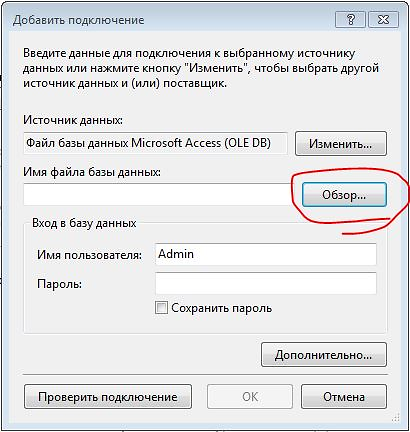 Добавить подключение
Введите данные для подключения к выбранному источнику
данных или нажмите кнопку "Изменить", чтобы выбрать другой
источник данных и (или) поставщик.
Источник данных:
Файл базы данных Microsoft Access (OLE DB)
Изменить...
Имя файла базы данных:
Обзор...
Вход в базу данных
Имя пользователя:
Admin
Пароль:
Сохранить пароль
Дополнительно...
Проверить подключение
ОК
Отмена